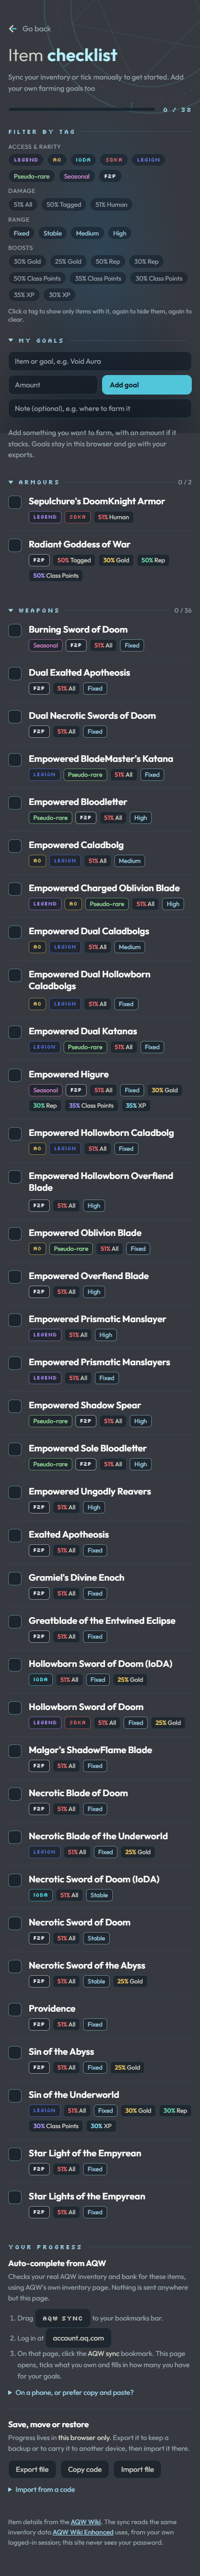 Go back
Item checklist
Sync your inventory or tick manually to get started. Add
your own farming goals too
0 / 38
FILTER BY TAG
ACCESS & RARITY
LEGEND AC IODA SDKA LEGION
Pseudo-rare Seasonal F2P
DAMAGE
51% All 50% Tagged 51% Human
RANGE
Fixed Stable Medium High
BOOSTS
30% Gold 25% Gold 50% Rep 30% Rep
50% Class Points 35% Class Points 30% Class Points
35% XP 30% XP
Click a tag to show only items with it, again to hide them, again to
clear.
MY GOALS
Item or goal, e.g. Void Aura
Amount Add goal
Note (optional), e.g. where to farm it
Add something you want to farm, with an amount if it
stacks. Goals stay in this browser and go with your
exports.
ARMOURS 0 / 2
Sepulchure's DoomKnight Armor
LEGEND SDKA 51% Human
Radiant Goddess of War
F2P 50% Tagged 30% Gold 50% Rep
50% Class Points
WEAPONS 0 / 36
Burning Sword of Doom
Seasonal F2P 51% All Fixed
Dual Exalted Apotheosis
F2P 51% All Fixed
Dual Necrotic Swords of Doom
F2P 51% All Fixed
Empowered BladeMaster's Katana
LEGION Pseudo-rare 51% All Fixed
Empowered Bloodletter
Pseudo-rare F2P 51% All High
Empowered Caladbolg
AC LEGION 51% All Medium
Empowered Charged Oblivion Blade
LEGEND AC Pseudo-rare 51% All High
Empowered Dual Caladbolgs
AC LEGION 51% All Medium
Empowered Dual Hollowborn
Caladbolgs
AC LEGION 51% All Fixed
Empowered Dual Katanas
LEGION Pseudo-rare 51% All Fixed
Empowered Higure
Seasonal F2P 51% All Fixed 30% Gold
30% Rep 35% Class Points 35% XP
Empowered Hollowborn Caladbolg
AC LEGION 51% All Fixed
Empowered Hollowborn Overfiend
Blade
F2P 51% All High
Empowered Oblivion Blade
AC Pseudo-rare 51% All Fixed
Empowered Overfiend Blade
F2P 51% All High
Empowered Prismatic Manslayer
LEGEND 51% All High
Empowered Prismatic Manslayers
LEGEND 51% All Fixed
Empowered Shadow Spear
Pseudo-rare F2P 51% All High
Empowered Sole Bloodletter
Pseudo-rare F2P 51% All High
Empowered Ungodly Reavers
F2P 51% All High
Exalted Apotheosis
F2P 51% All Fixed
Gramiel's Divine Enoch
F2P 51% All Fixed
Greatblade of the Entwined Eclipse
F2P 51% All Fixed
Hollowborn Sword of Doom (IoDA)
IODA 51% All Fixed 25% Gold
Hollowborn Sword of Doom
LEGEND SDKA 51% All Fixed 25% Gold
Malgor's ShadowFlame Blade
F2P 51% All Fixed
Necrotic Blade of Doom
F2P 51% All Fixed
Necrotic Blade of the Underworld
LEGION 51% All Fixed 25% Gold
Necrotic Sword of Doom (IoDA)
IODA 51% All Stable
Necrotic Sword of Doom
F2P 51% All Stable
Necrotic Sword of the Abyss
F2P 51% All Stable 25% Gold
Providence
F2P 51% All Fixed
Sin of the Abyss
F2P 51% All Fixed 25% Gold
Sin of the Underworld
LEGION 51% All Fixed 30% Gold 30% Rep
30% Class Points 30% XP
Star Light of the Empyrean
F2P 51% All Fixed
Star Lights of the Empyrean
F2P 51% All Fixed
YOUR PROGRESS
Auto-complete from AQW
Checks your real AQW inventory and bank for these items,
using AQW's own inventory page. Nothing is sent anywhere
but this page.
1. Drag AQW SYNC to your bookmarks bar.
2. Log in at account.aq.com
3. On that page, click the AQW sync bookmark. This page
opens, ticks what you own and fills in how many you have
for your goals.
On a phone, or prefer copy and paste?
Save, move or restore
Progress lives in this browser only. Export it to keep a
backup or to carry it to another device, then import it there.
Export file Copy code Import file
Import from a code
Item details from the AQW Wiki. The sync reads the same
inventory data AQW Wiki Enhanced uses, from your own
logged-in session; this site never sees your password.